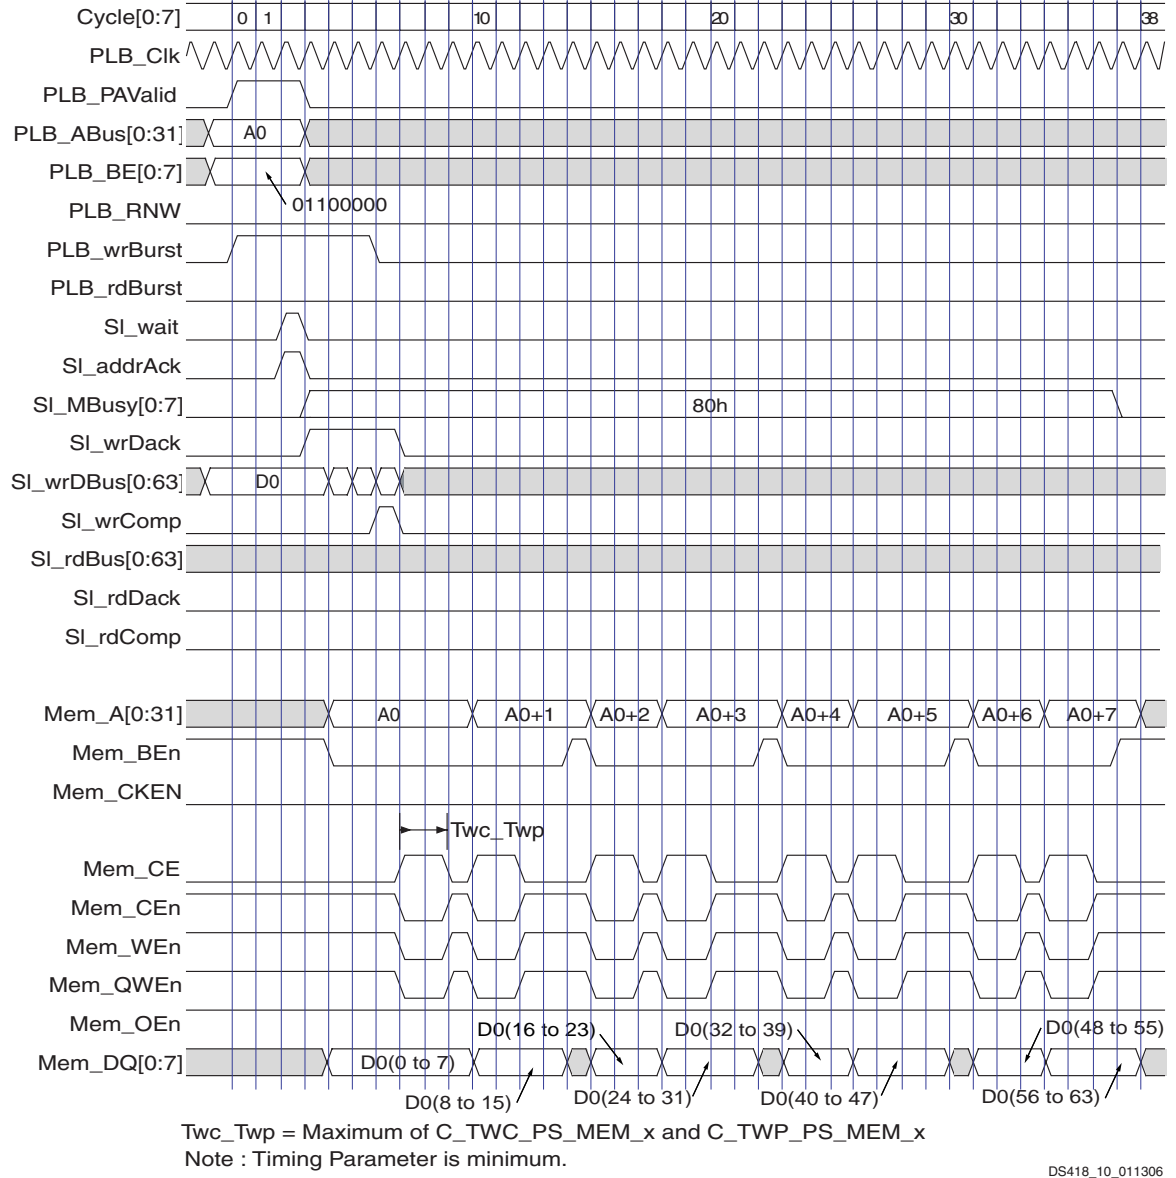 Cycle[0:7] 0 1 10 20 30 38
PLB_Clk
PLB_PAValid
PLB_ABus[0:31] A0
PLB_BE[0:7]
01100000
PLB_RNW
PLB_wrBurst
PLB_rdBurst
Sl_wait
Sl_addrAck
Sl_MBusy[0:7] 80h
Sl_wrDack
Sl_wrDBus[0:63] D0
Sl_wrComp
Sl_rdBus[0:63]
Sl_rdDack
Sl_rdComp
Mem_A[0:31] A0 A0+1 A0+2 A0+3 A0+4 A0+5 A0+6 A0+7
Mem_BEn
Mem_CKEN
Twc_Twp
Mem_CE
Mem_CEn
Mem_WEn
Mem_QWEn
Mem_OEn
D0(16 to 23) D0(32 to 39) D0(48 to 55)
Mem_DQ[0:7] D0(0 to 7)
D0(8 to 15) D0(24 to 31) D0(40 to 47) D0(56 to 63)
Twc_Twp = Maximum of C_TWC_PS_MEM_x and C_TWP_PS_MEM_x
Note : Timing Parameter is minimum.
DS418_10_011306